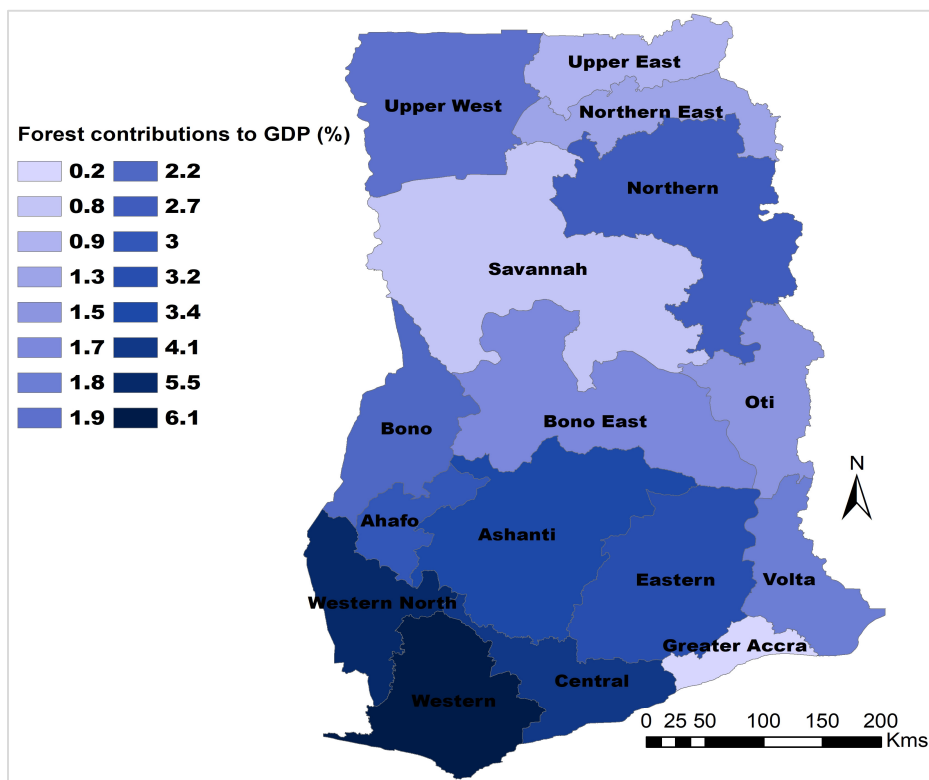 Forest contributions to GDP (%)
0.2 2.2
0.8 2.7
0.9 3
1.3 3.2
1.5 3.4
1.7 4.1
1.8 5.5
1.9 6.1
Upper East
Upper West
Northern East
Northern
Savannah
Oti
Bono East
Bono
Ahafo
Ashanti
Eastern
Volta
Western North
Greater Accra
Central
Western
N
0 25 50 100 150 200
Kms